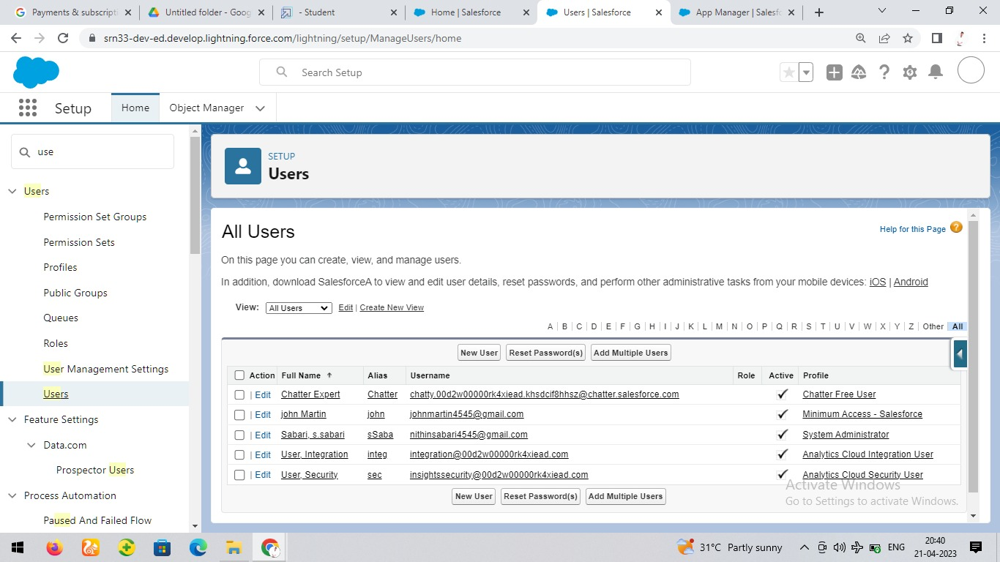 Payments & subscripti
Untitled folder - Goog
- Student
Home | Salesforce
Users | Salesforce
App Manager | Salesf
srn33-dev-ed.develop.lightning.force.com/lightning/setup/ManageUsers/home
Search Setup
Setup
Home
Object Manager
use
Users
Permission Set Groups
Permission Sets
Profiles
Public Groups
Queues
Roles
User Management Settings
Users
Feature Settings
Data.com
Prospector Users
Process Automation
Paused And Failed Flow
SETUP
Users
All Users
Help for this Page
On this page you can create, view, and manage users.
In addition, download SalesforceA to view and edit user details, reset passwords, and perform other administrative tasks from your mobile devices: iOS | Android
View: All Users Edit | Create New View
A | B | C | D | E | F | G | H | I | J | K | L | M | N | O | P | Q | R | S | T | U | V | W | X | Y | Z | Other | All
New User Reset Password(s) Add Multiple Users
Action Full Name ↑ Alias Username Role Active Profile
| Edit Chatter Expert Chatter chatty.00d2w00000rk4xiead.khsdcif8hhsz@chatter.salesforce.com Chatter Free User
| Edit john Martin john johnmartin4545@gmail.com Minimum Access - Salesforce
| Edit Sabari, s.sabari sSaba nithinsabari4545@gmail.com System Administrator
| Edit User, Integration integ integration@00d2w00000rk4xiead.com Analytics Cloud Integration User
| Edit User, Security sec insightssecurity@00d2w00000rk4xiead.com Analytics Cloud Security User
New User Reset Password(s) Add Multiple Users
Activate Windows
Go to Settings to activate Windows.
31°C Partly sunny
ENG
20:40
21-04-2023